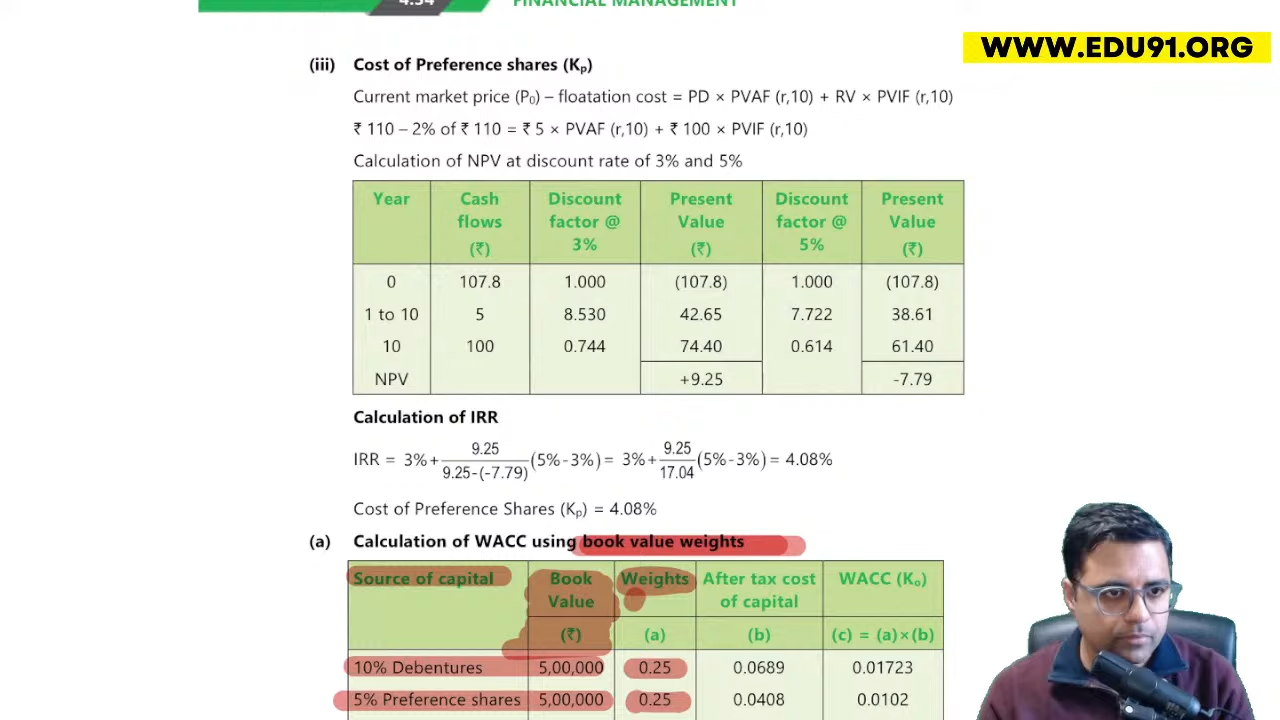 4.34 FINANCIAL MANAGEMENT
WWW.EDU91.ORG
(iii) Cost of Preference shares (Kp)
Current market price (P0) – floatation cost = PD × PVAF (r,10) + RV × PVIF (r,10)
₹ 110 – 2% of ₹ 110 = ₹ 5 × PVAF (r,10) + ₹ 100 × PVIF (r,10)
Calculation of NPV at discount rate of 3% and 5%
Year Cash Discount Present Discount Present
flows factor @ Value factor @ Value
(₹) 3% (₹) 5% (₹)
0 107.8 1.000 (107.8) 1.000 (107.8)
1 to 10 5 8.530 42.65 7.722 38.61
10 100 0.744 74.40 0.614 61.40
NPV +9.25 -7.79
Calculation of IRR
IRR = 3% + 9.25/9.25-(-7.79) (5%-3%) = 3% + 9.25/17.04 (5%-3%) = 4.08%
Cost of Preference Shares (Kp) = 4.08%
(a) Calculation of WACC using book value weights
Source of capital Book Weights After tax cost WACC (Ko)
Value of capital
(₹) (a) (b) (c) = (a)×(b)
10% Debentures 5,00,000 0.25 0.0689 0.01723
5% Preference shares 5,00,000 0.25 0.0408 0.0102